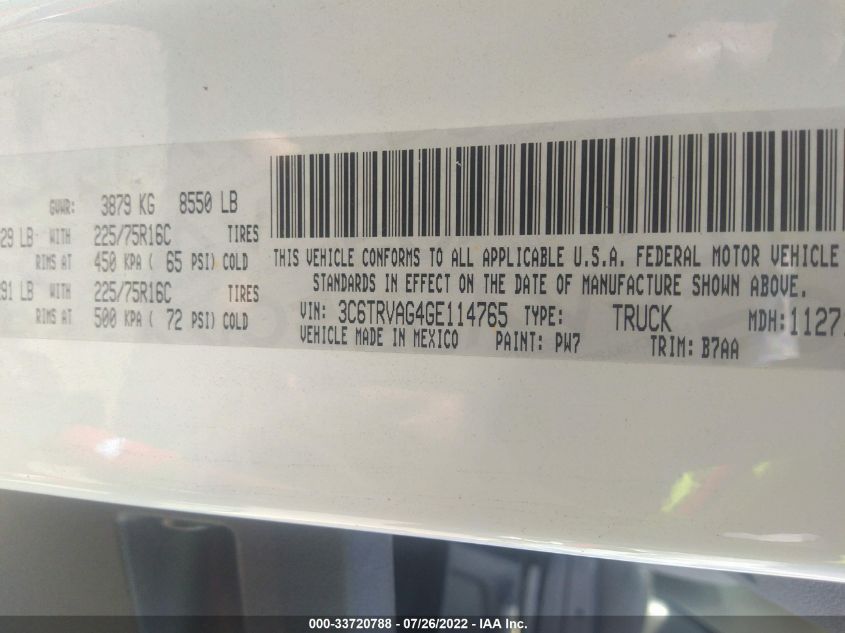 GVWR: 3879 KG 8550 LB
29 LB WITH 225/75R16C TIRES
RIMS AT 450 KPA ( 65 PSI) COLD
291 LB WITH 225/75R16C TIRES
RIMS AT 500 KPA ( 72 PSI) COLD
THIS VEHICLE CONFORMS TO ALL APPLICABLE U.S.A. FEDERAL MOTOR VEHICLE
STANDARDS IN EFFECT ON THE DATE OF MANUFACTURE SHOWN ABOVE.
VIN: 3C6TRVAG4GE114765 TYPE: TRUCK MDH: 1127
VEHICLE MADE IN MEXICO PAINT: PW7 TRIM: B7AA
000-33720788 - 07/26/2022 - IAA Inc.